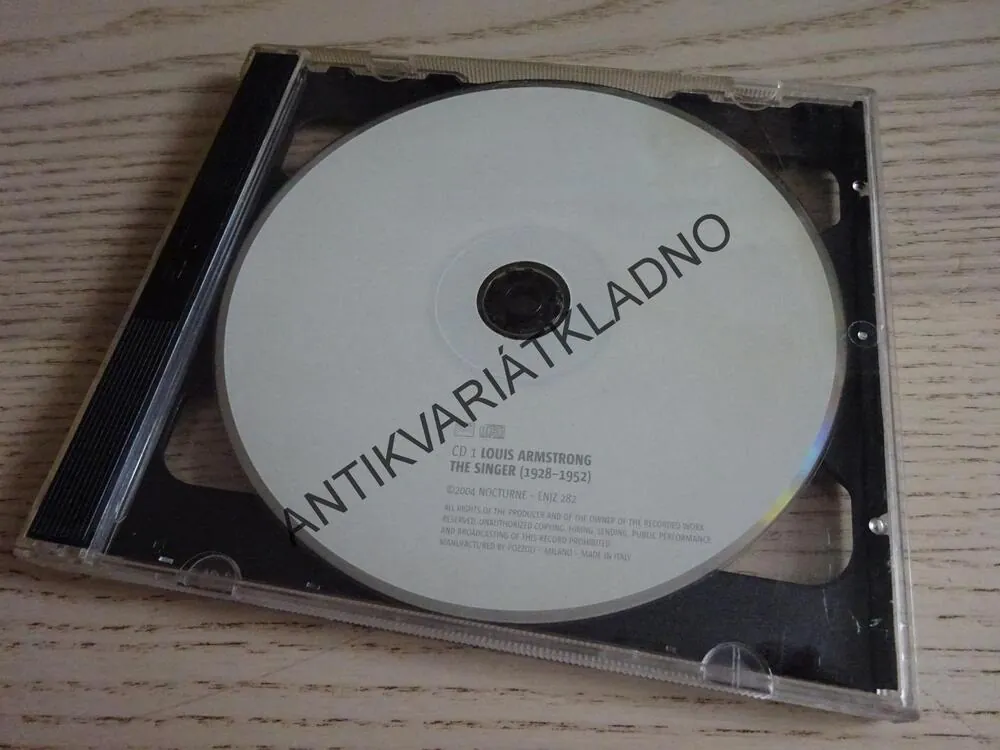 ANTIKVARIÁTKLADNO
CD 1 LOUIS ARMSTRONG
THE SINGER (1928–1952)
©2004 NOCTURNE - ENJZ 282
ALL RIGHTS OF THE PRODUCER AND OF THE OWNER OF THE RECORDED WORK
RESERVED. UNAUTHORIZED COPYING, HIRING, LENDING, PUBLIC PERFORMANCE
AND BROADCASTING OF THIS RECORD PROHIBITED
MANUFACTURED BY POZZOLI - MILANO - MADE IN ITALY